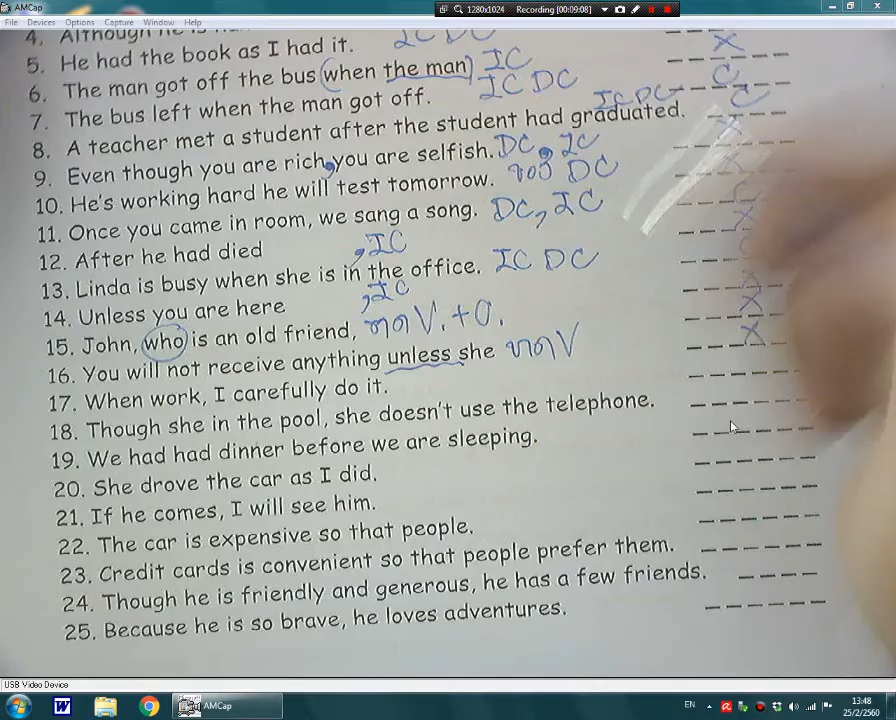 AMCap
1280x1024 Recording [00:09:08]
File Devices Options Capture Window Help
4. Although he is IC DC
5. He had the book as I had it. IC X
6. The man got off the bus (when the man) IC DC C
7. The bus left when the man got off. IC DC C
8. A teacher met a student after the student had graduated.
9. Even though you are rich, you are selfish. DC, IC
10. He's working hard he will test tomorrow. DC
11. Once you came in room, we sang a song. DC, IC X
12. After he had died , IC
13. Linda is busy when she is in the office. IC DC
14. Unless you are here , IC X
15. John, who is an old friend, ขาด V. + O. X
16. You will not receive anything unless she ขาด V X
17. When work, I carefully do it.
18. Though she in the pool, she doesn't use the telephone.
19. We had had dinner before we are sleeping.
20. She drove the car as I did.
21. If he comes, I will see him.
22. The car is expensive so that people.
23. Credit cards is convenient so that people prefer them.
24. Though he is friendly and generous, he has a few friends.
25. Because he is so brave, he loves adventures.
USB Video Device
AMCap
EN
13:48
25/2/2560